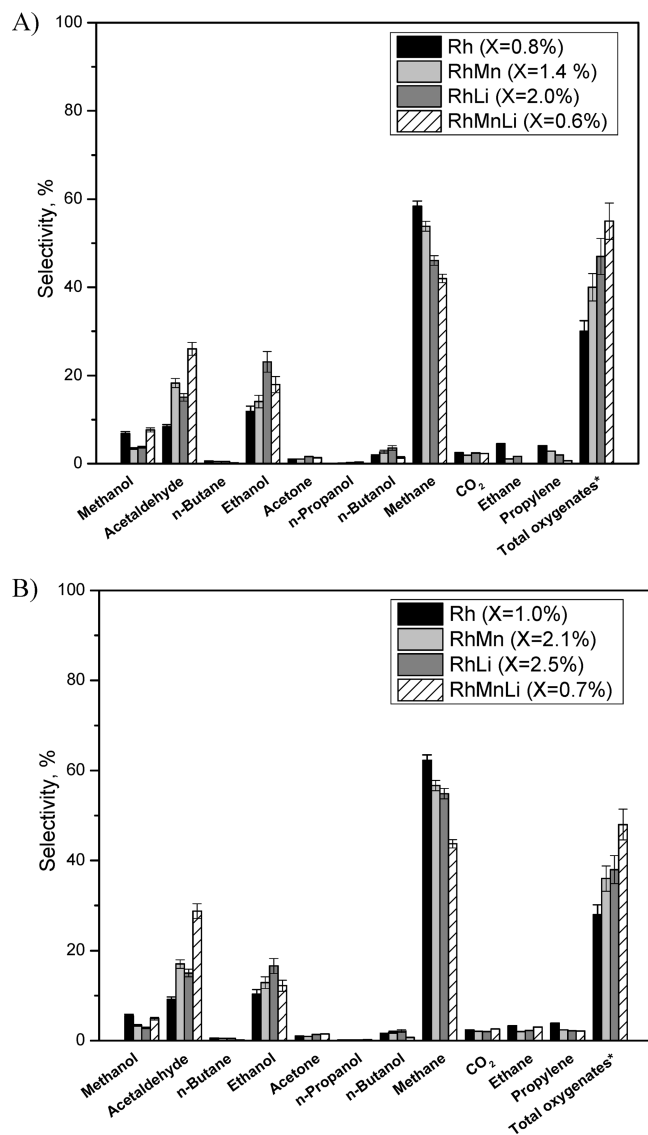 A)
100
80
60
40
20
0
Selectivity, %
Rh (X=0.8%)
RhMn (X=1.4 %)
RhLi (X=2.0%)
RhMnLi (X=0.6%)
Methanol
Acetaldehyde
n-Butane
Ethanol
Acetone
n-Propanol
n-Butanol
Methane
CO₂
Ethane
Propylene
Total oxygenates*
B)
100
80
60
40
20
0
Selectivity, %
Rh (X=1.0%)
RhMn (X=2.1%)
RhLi (X=2.5%)
RhMnLi (X=0.7%)
Methanol
Acetaldehyde
n-Butane
Ethanol
Acetone
n-Propanol
n-Butanol
Methane
CO₂
Ethane
Propylene
Total oxygenates*